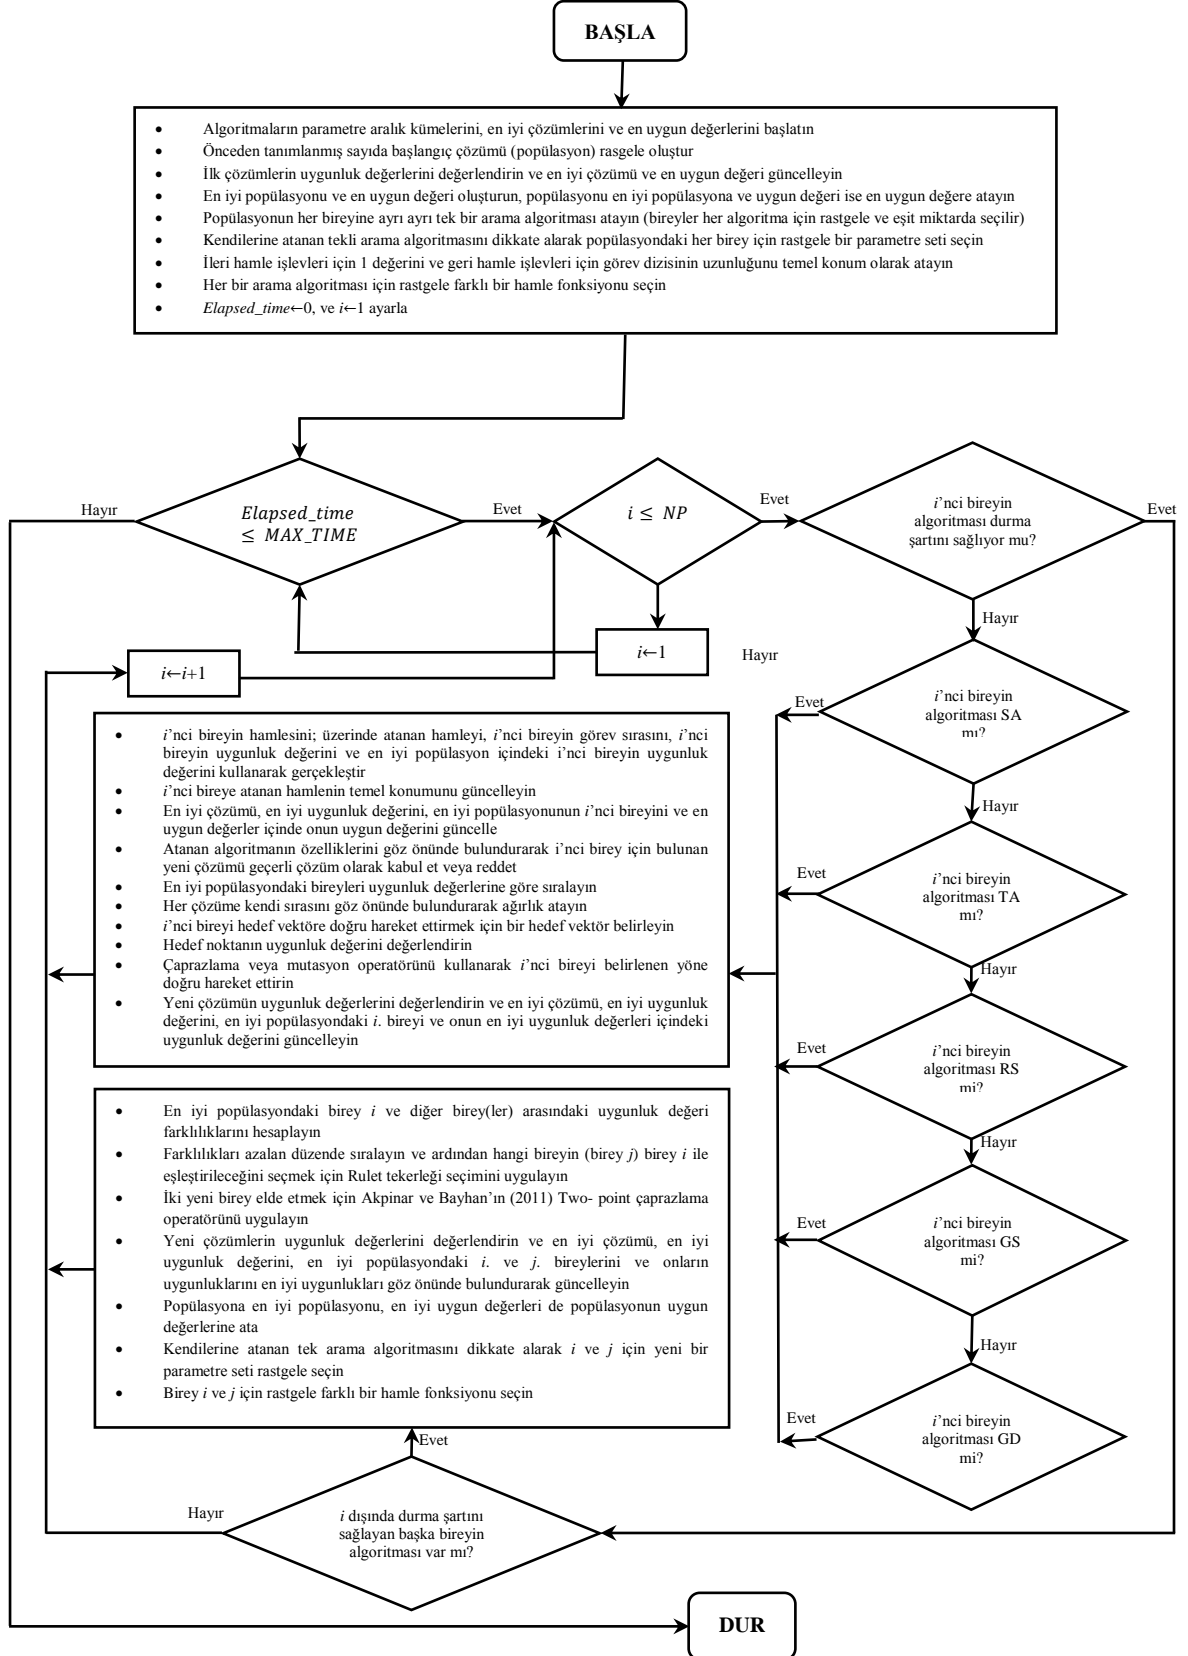 BAŞLA
• Algoritmaların parametre aralık kümelerini, en iyi çözümlerini ve en uygun değerlerini başlatın
• Önceden tanımlanmış sayıda başlangıç çözümü (popülasyon) rasgele oluştur
• İlk çözümlerin uygunluk değerlerini değerlendirin ve en iyi çözümü ve en uygun değeri güncelleyin
• En iyi popülasyonu ve en uygun değeri oluşturun, popülasyonu en iyi popülasyona ve uygun değeri ise en uygun değere atayın
• Popülasyonun her bireyine ayrı ayrı tek bir arama algoritması atayın (bireyler her algoritma için rastgele ve eşit miktarda seçilir)
• Kendilerine atanan tekli arama algoritmasını dikkate alarak popülasyondaki her birey için rastgele bir parametre seti seçin
• İleri hamle işlevleri için 1 değerini ve geri hamle işlevleri için görev dizisinin uzunluğunu temel konum olarak atayın
• Her bir arama algoritması için rastgele farklı bir hamle fonksiyonu seçin
• Elapsed_time←0, ve i←1 ayarla
Hayır
Elapsed_time
≤ MAX_TIME
Evet
i ≤ NP
Evet
i’nci bireyin
algoritması durma
şartını sağlıyor mu?
Evet
Hayır
i←1
Hayır
i←i+1
i’nci bireyin
algoritması SA
mı?
Evet
Hayır
• i’nci bireyin hamlesini; üzerinde atanan hamleyi, i’nci bireyin görev sırasını, i’nci
bireyin uygunluk değerini ve en iyi popülasyon içindeki i’nci bireyin uygunluk
değerini kullanarak gerçekleştir
• i’nci bireye atanan hamlenin temel konumunu güncelleyin
• En iyi çözümü, en iyi uygunluk değerini, en iyi popülasyonunun i’nci bireyini ve en
uygun değerler içinde onun uygun değerini güncelle
• Atanan algoritmanın özelliklerini göz önünde bulundurarak i’nci birey için bulunan
yeni çözümü geçerli çözüm olarak kabul et veya reddet
• En iyi popülasyondaki bireyleri uygunluk değerlerine göre sıralayın
• Her çözüme kendi sırasını göz önünde bulundurarak ağırlık atayın
• i’nci bireyi hedef vektöre doğru hareket ettirmek için bir hedef vektör belirleyin
• Hedef noktanın uygunluk değerini değerlendirin
• Çaprazlama veya mutasyon operatörünü kullanarak i’nci bireyi belirlenen yöne
doğru hareket ettirin
• Yeni çözümün uygunluk değerlerini değerlendirin ve en iyi çözümü, en iyi uygunluk
değerini, en iyi popülasyondaki i. bireyi ve onun en iyi uygunluk değerleri içindeki
uygunluk değerini güncelleyin
i’nci bireyin
algoritması TA
mı?
Evet
Hayır
i’nci bireyin
algoritması RS
mi?
Evet
Hayır
• En iyi popülasyondaki birey i ve diğer birey(ler) arasındaki uygunluk değeri
farklılıklarını hesaplayın
• Farklılıkları azalan düzende sıralayın ve ardından hangi bireyin (birey j) birey i ile
eşleştirileceğini seçmek için Rulet tekerleği seçimini uygulayın
• İki yeni birey elde etmek için Akpinar ve Bayhan’ın (2011) Two- point çaprazlama
operatörünü uygulayın
• Yeni çözümlerin uygunluk değerlerini değerlendirin ve en iyi çözümü, en iyi
uygunluk değerini, en iyi popülasyondaki i. ve j. bireylerini ve onların
uygunluklarını en iyi uygunlukları göz önünde bulundurarak güncelleyin
• Popülasyona en iyi popülasyonu, en iyi uygun değerleri de popülasyonun uygun
değerlerine ata
• Kendilerine atanan tek arama algoritmasını dikkate alarak i ve j için yeni bir
parametre seti rastgele seçin
• Birey i ve j için rastgele farklı bir hamle fonksiyonu seçin
i’nci bireyin
algoritması GS
mi?
Evet
Hayır
i’nci bireyin
algoritması GD
mi?
Evet
Evet
Hayır
i dışında durma şartını
sağlayan başka bireyin
algoritması var mı?
DUR